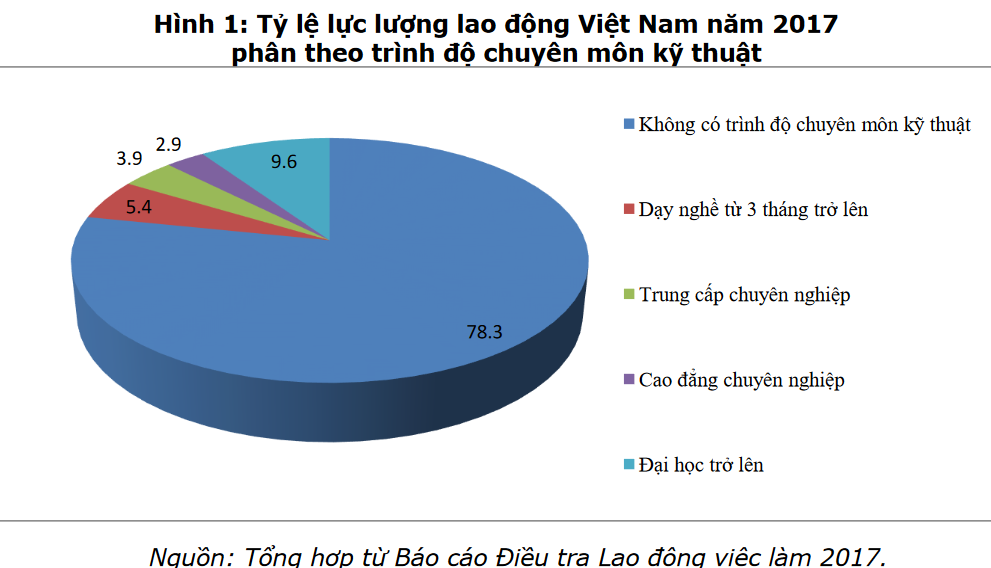 Hình 1: Tỷ lệ lực lượng lao động Việt Nam năm 2017
phân theo trình độ chuyên môn kỹ thuật
Không có trình độ chuyên môn kỹ thuật
Dạy nghề từ 3 tháng trở lên
Trung cấp chuyên nghiệp
Cao đẳng chuyên nghiệp
Đại học trở lên
2.9
3.9
9.6
5.4
78.3
Nguồn: Tổng hợp từ Báo cáo Điều tra Lao động việc làm 2017.